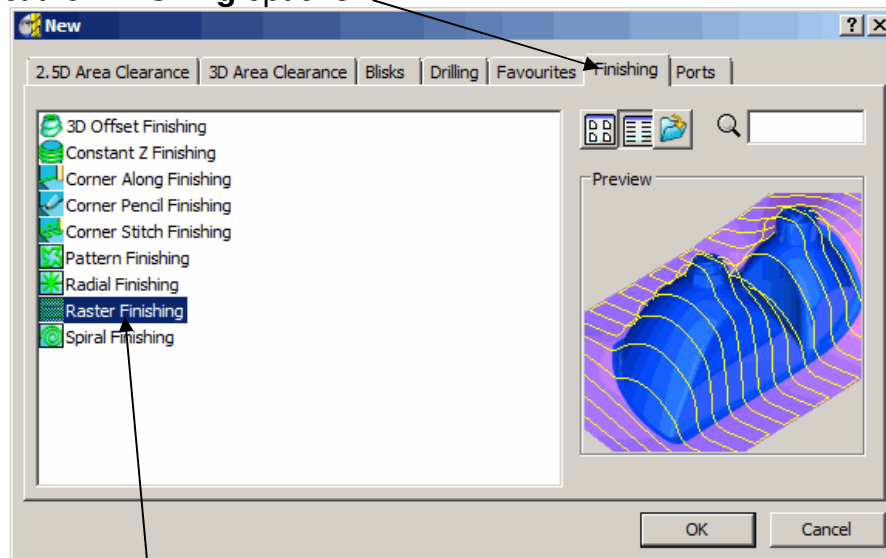 Finishing options
New
2.5D Area Clearance 3D Area Clearance Blisks Drilling Favourites Finishing Ports
3D Offset Finishing
Constant Z Finishing
Corner Along Finishing
Corner Pencil Finishing
Corner Stitch Finishing
Pattern Finishing
Radial Finishing
Raster Finishing
Spiral Finishing
Preview
OK Cancel